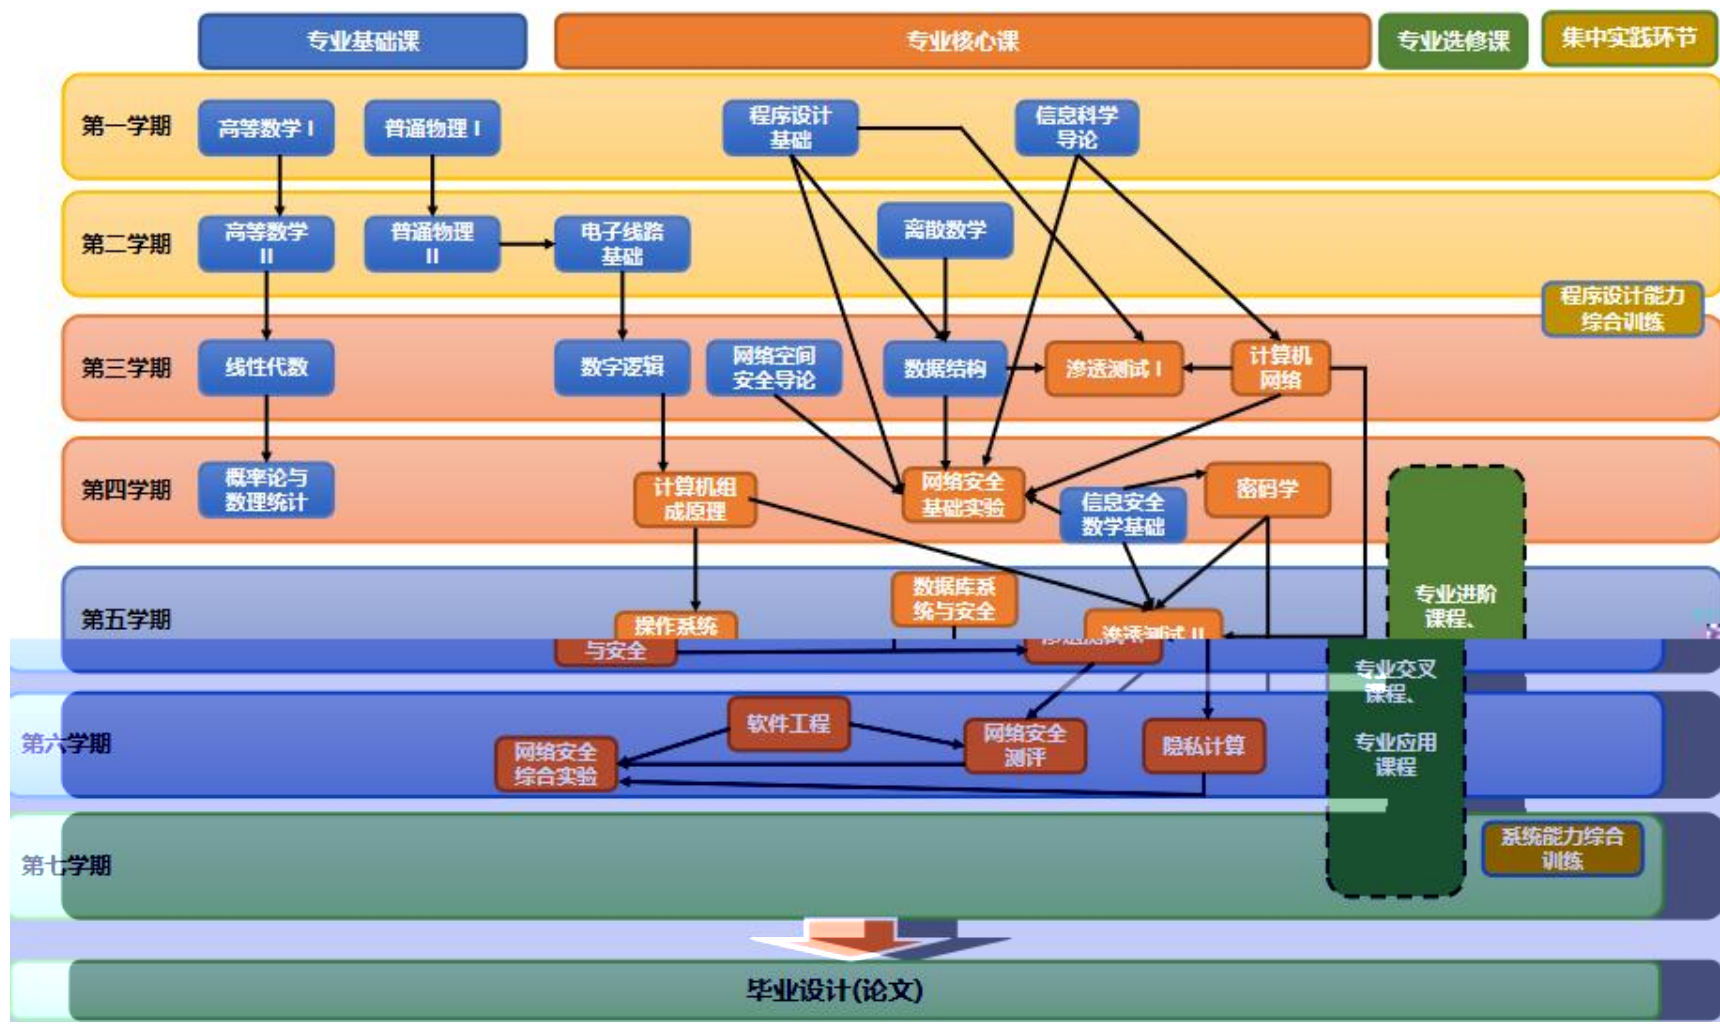 专业基础课
专业核心课
专业选修课
集中实践环节
第一学期
高等数学 I
普通物理 I
程序设计
基础
信息科学
导论
第二学期
高等数学
II
普通物理
II
电子线路
基础
离散数学
程序设计能力
综合训练
第三学期
线性代数
数字逻辑
网络空间
安全导论
数据结构
渗透测试 I
计算机
网络
第四学期
概率论与
数理统计
计算机组
成原理
网络安全
基础实验
信息安全
数学基础
密码学
第五学期
操作系统
与安全
数据库系
统与安全
渗透测试 II
专业进阶
课程、
专业交叉
课程、
专业应用
课程
第六学期
网络安全
综合实验
软件工程
网络安全
测评
隐私计算
第七学期
系统能力综合
训练
毕业设计(论文)